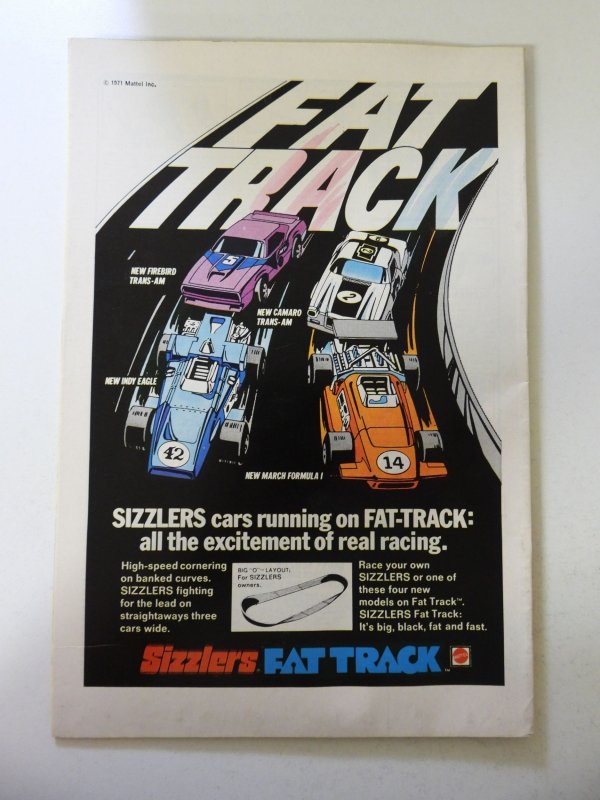 © 1971 Mattel Inc.
FAT
TRACK
5
2
NEW FIREBIRD
TRANS-AM
NEW CAMARO
TRANS-AM
NEW INDY EAGLE
42
14
NEW MARCH FORMULA I
SIZZLERS cars running on FAT-TRACK:
all the excitement of real racing.
High-speed cornering
on banked curves.
SIZZLERS fighting
for the lead on
straightaways three
cars wide.
BIG "O"™ LAYOUT:
For SIZZLERS
owners.
Race your own
SIZZLERS or one of
these four new
models on Fat Track™.
SIZZLERS Fat Track:
It's big, black, fat and fast.
Sizzlers FAT TRACK™